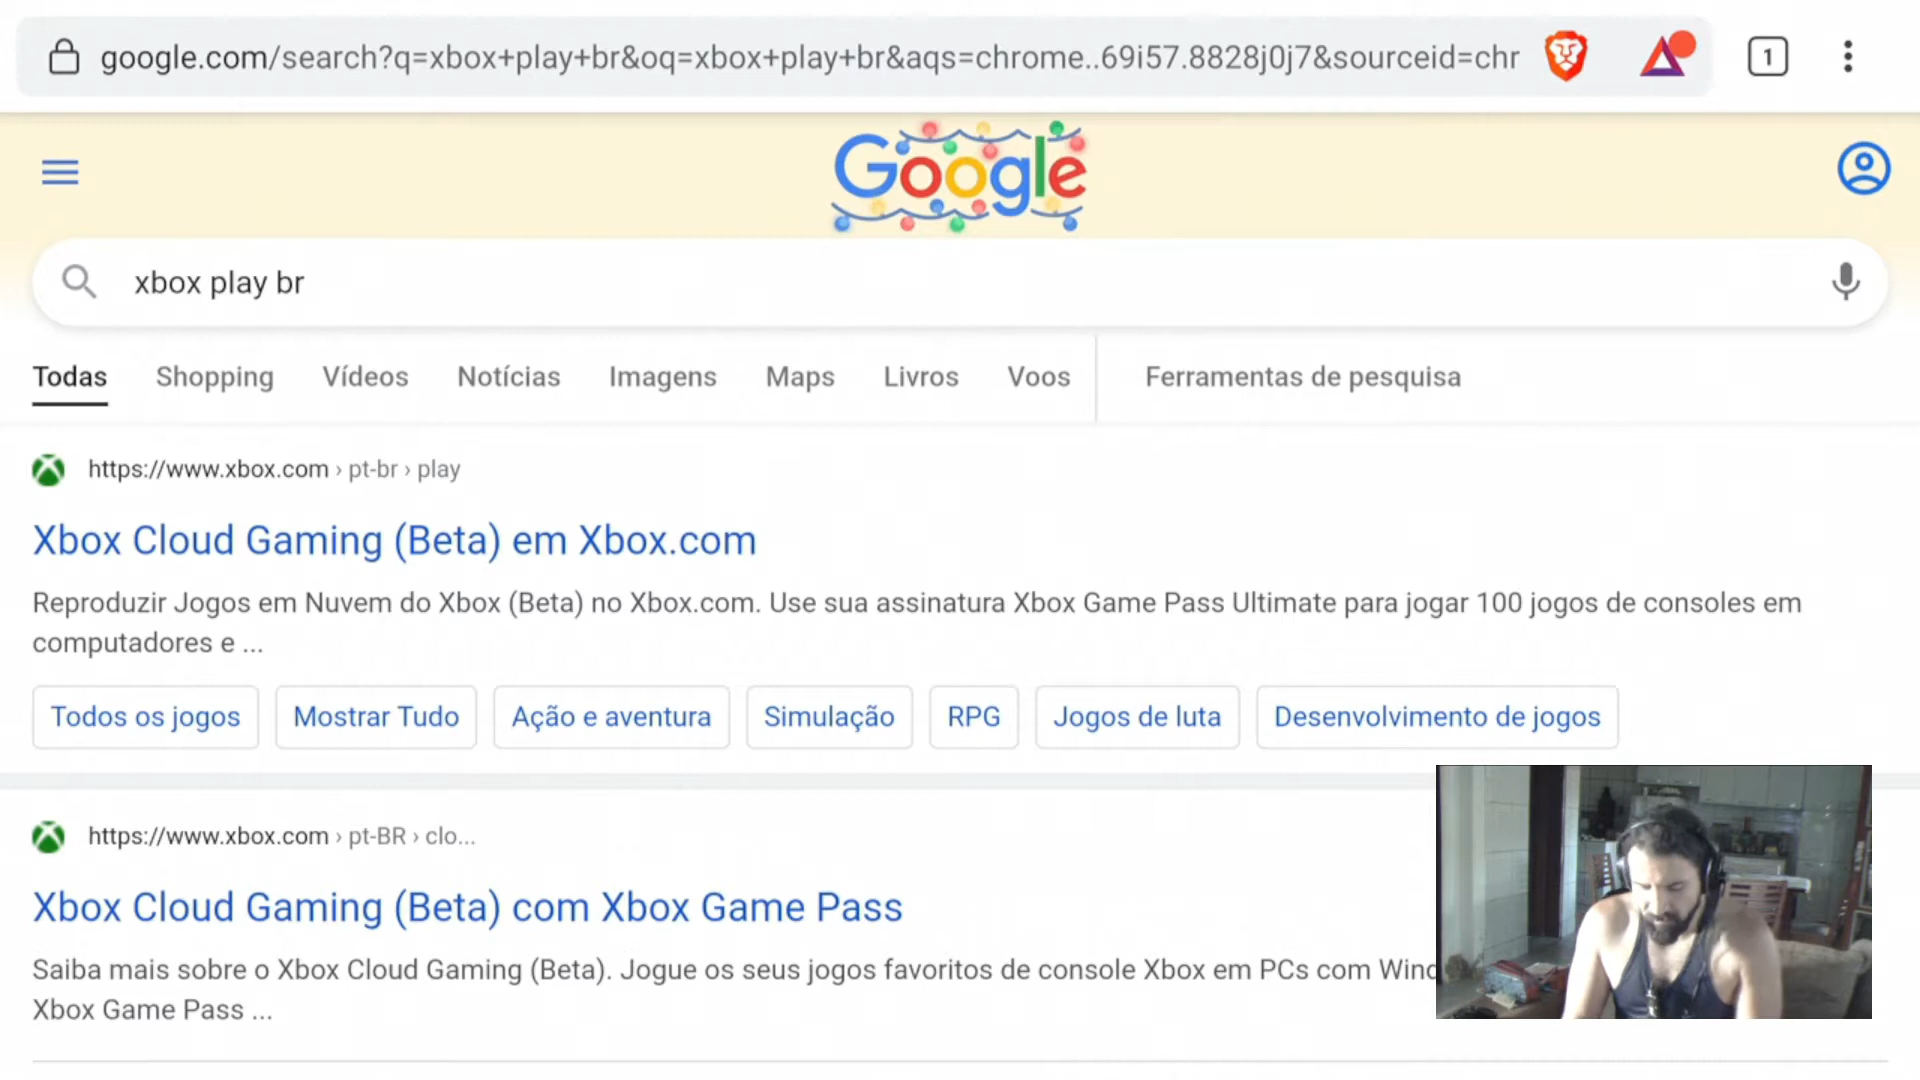 google.com/search?q=xbox+play+br&oq=xbox+play+br&aqs=chrome..69i57.8828j0j7&sourceid=chr
1
Google
xbox play br
Todas Shopping Vídeos Notícias Imagens Maps Livros Voos Ferramentas de pesquisa
https://www.xbox.com › pt-br › play
Xbox Cloud Gaming (Beta) em Xbox.com
Reproduzir Jogos em Nuvem do Xbox (Beta) no Xbox.com. Use sua assinatura Xbox Game Pass Ultimate para jogar 100 jogos de consoles em
computadores e ...
Todos os jogos Mostrar Tudo Ação e aventura Simulação RPG Jogos de luta Desenvolvimento de jogos
https://www.xbox.com › pt-BR › clo...
Xbox Cloud Gaming (Beta) com Xbox Game Pass
Saiba mais sobre o Xbox Cloud Gaming (Beta). Jogue os seus jogos favoritos de console Xbox em PCs com Wind
Xbox Game Pass ...